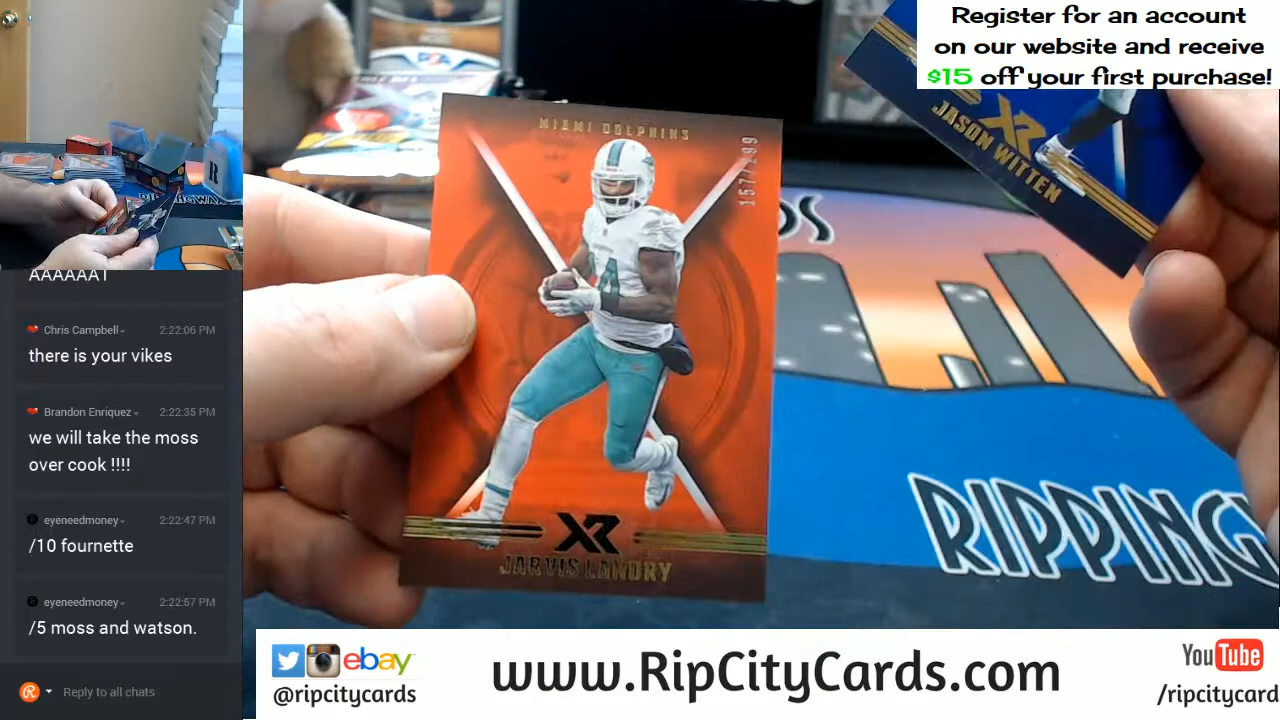 Register for an account
on our website and receive
$15 off your first purchase!
AAAAAAT
Chris Campbell
2:22:06 PM
there is your vikes
Brandon Enriquez
2:22:35 PM
we will take the moss
over cook !!!!
eyeneedmoney
2:22:47 PM
/10 fournette
eyeneedmoney
2:22:57 PM
/5 moss and watson.
Reply to all chats
MIAMI DOLPHINS
157/299
14
XR
JARVIS LANDRY
XR
JASON WITTEN
DS
RIPPING
ebay
@ripcitycards
www.RipCityCards.com
YouTube
/ripcitycard